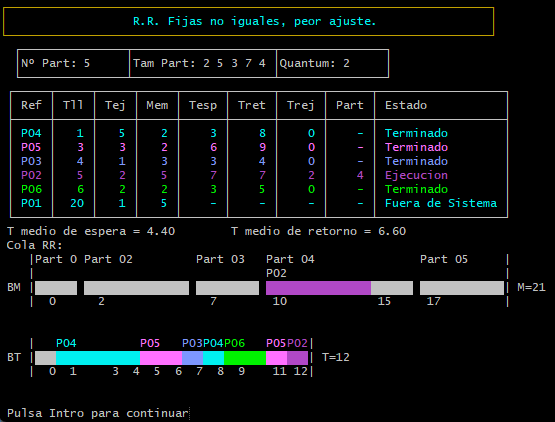 R.R. Fijas no iguales, peor ajuste.
Nº Part: 5 Tam Part: 2 5 3 7 4 Quantum: 2
Ref Tll Tej Mem Tesp Tret Trej Part Estado
P04 1 5 2 3 8 0 - Terminado
P05 3 3 2 6 9 0 - Terminado
P03 4 1 3 3 4 0 - Terminado
P02 5 2 5 7 7 2 4 Ejecucion
P06 6 2 2 3 5 0 - Terminado
P01 20 1 5 - - - - Fuera de Sistema
T medio de espera = 4.40 T medio de retorno = 6.60
Cola RR:
|Part 0 Part 02 Part 03 Part 04 Part 05 |
| P02 |
BM | | M=21
| 0 2 7 10 15 17 |
|P04 P05 P03P04P06 P05P02|
BT | | T=12
| 0 1 3 4 5 6 7 8 9 11 12|
Pulsa Intro para continuar